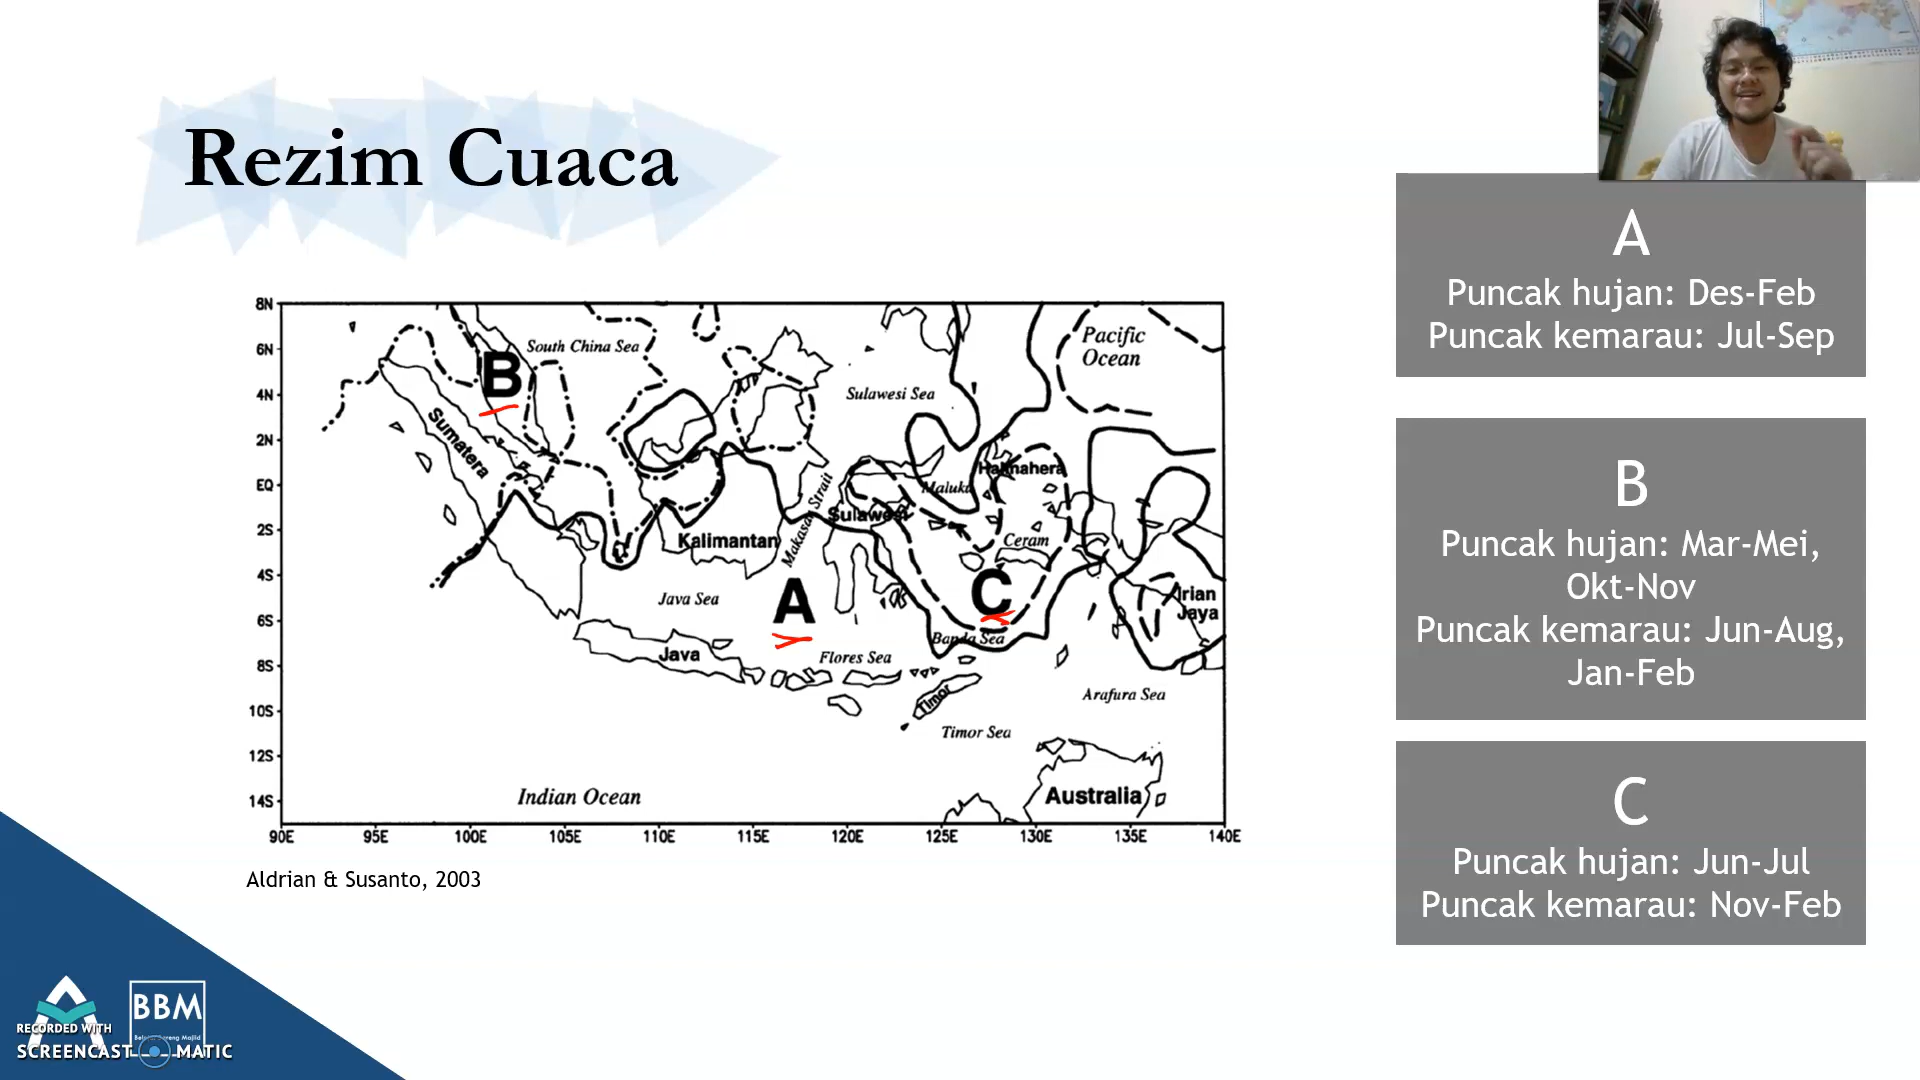 Rezim Cuaca
A
Puncak hujan: Des-Feb
Puncak kemarau: Jul-Sep
B
Puncak hujan: Mar-Mei,
Okt-Nov
Puncak kemarau: Jun-Aug,
Jan-Feb
C
Puncak hujan: Jun-Jul
Puncak kemarau: Nov-Feb
8N
6N
4N
2N
EQ
2S
4S
6S
8S
10S
12S
14S
90E 95E 100E 105E 110E 115E 120E 125E 130E 135E 140E
B
South China Sea
Pacific
Ocean
Sulawesi Sea
Sumatera
Halmahera
Maluku
Makasar Strait
Sulawesi
Kalimantan
Ceram
Java Sea
A
C
Irian
Jaya
Banda Sea
Java
Flores Sea
Timor
Arafura Sea
Timor Sea
Indian Ocean
Australia
Aldrian & Susanto, 2003
BBM
Belajar Bareng Majid
RECORDED WITH
SCREENCAST MATIC